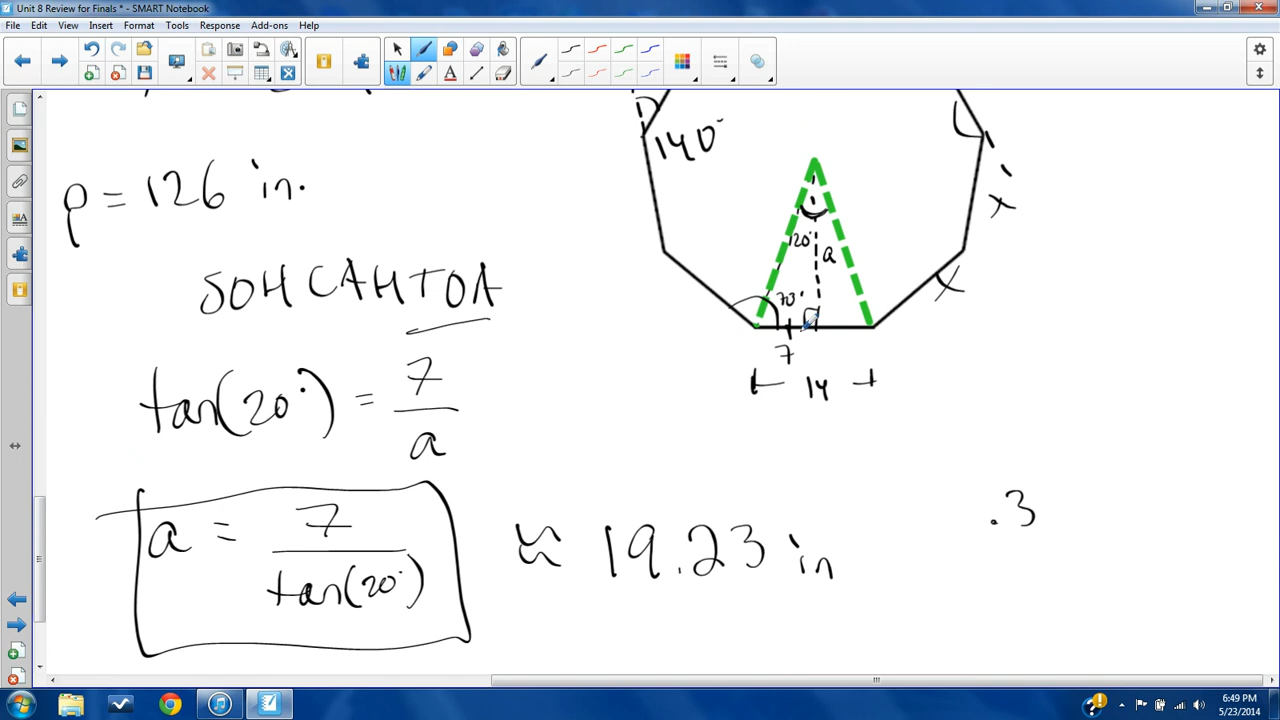 Unit 8 Review for Finals * - SMART Notebook
File Edit View Insert Format Tools Response Add-ons Help
140°
p = 126 in.
SOH CAH TOA
20°
a
70°
x
x
7
14
tan(20°) = 7/a
a = 7/tan(20°) ≈ 19.23 in
.3
6:49 PM
5/23/2014